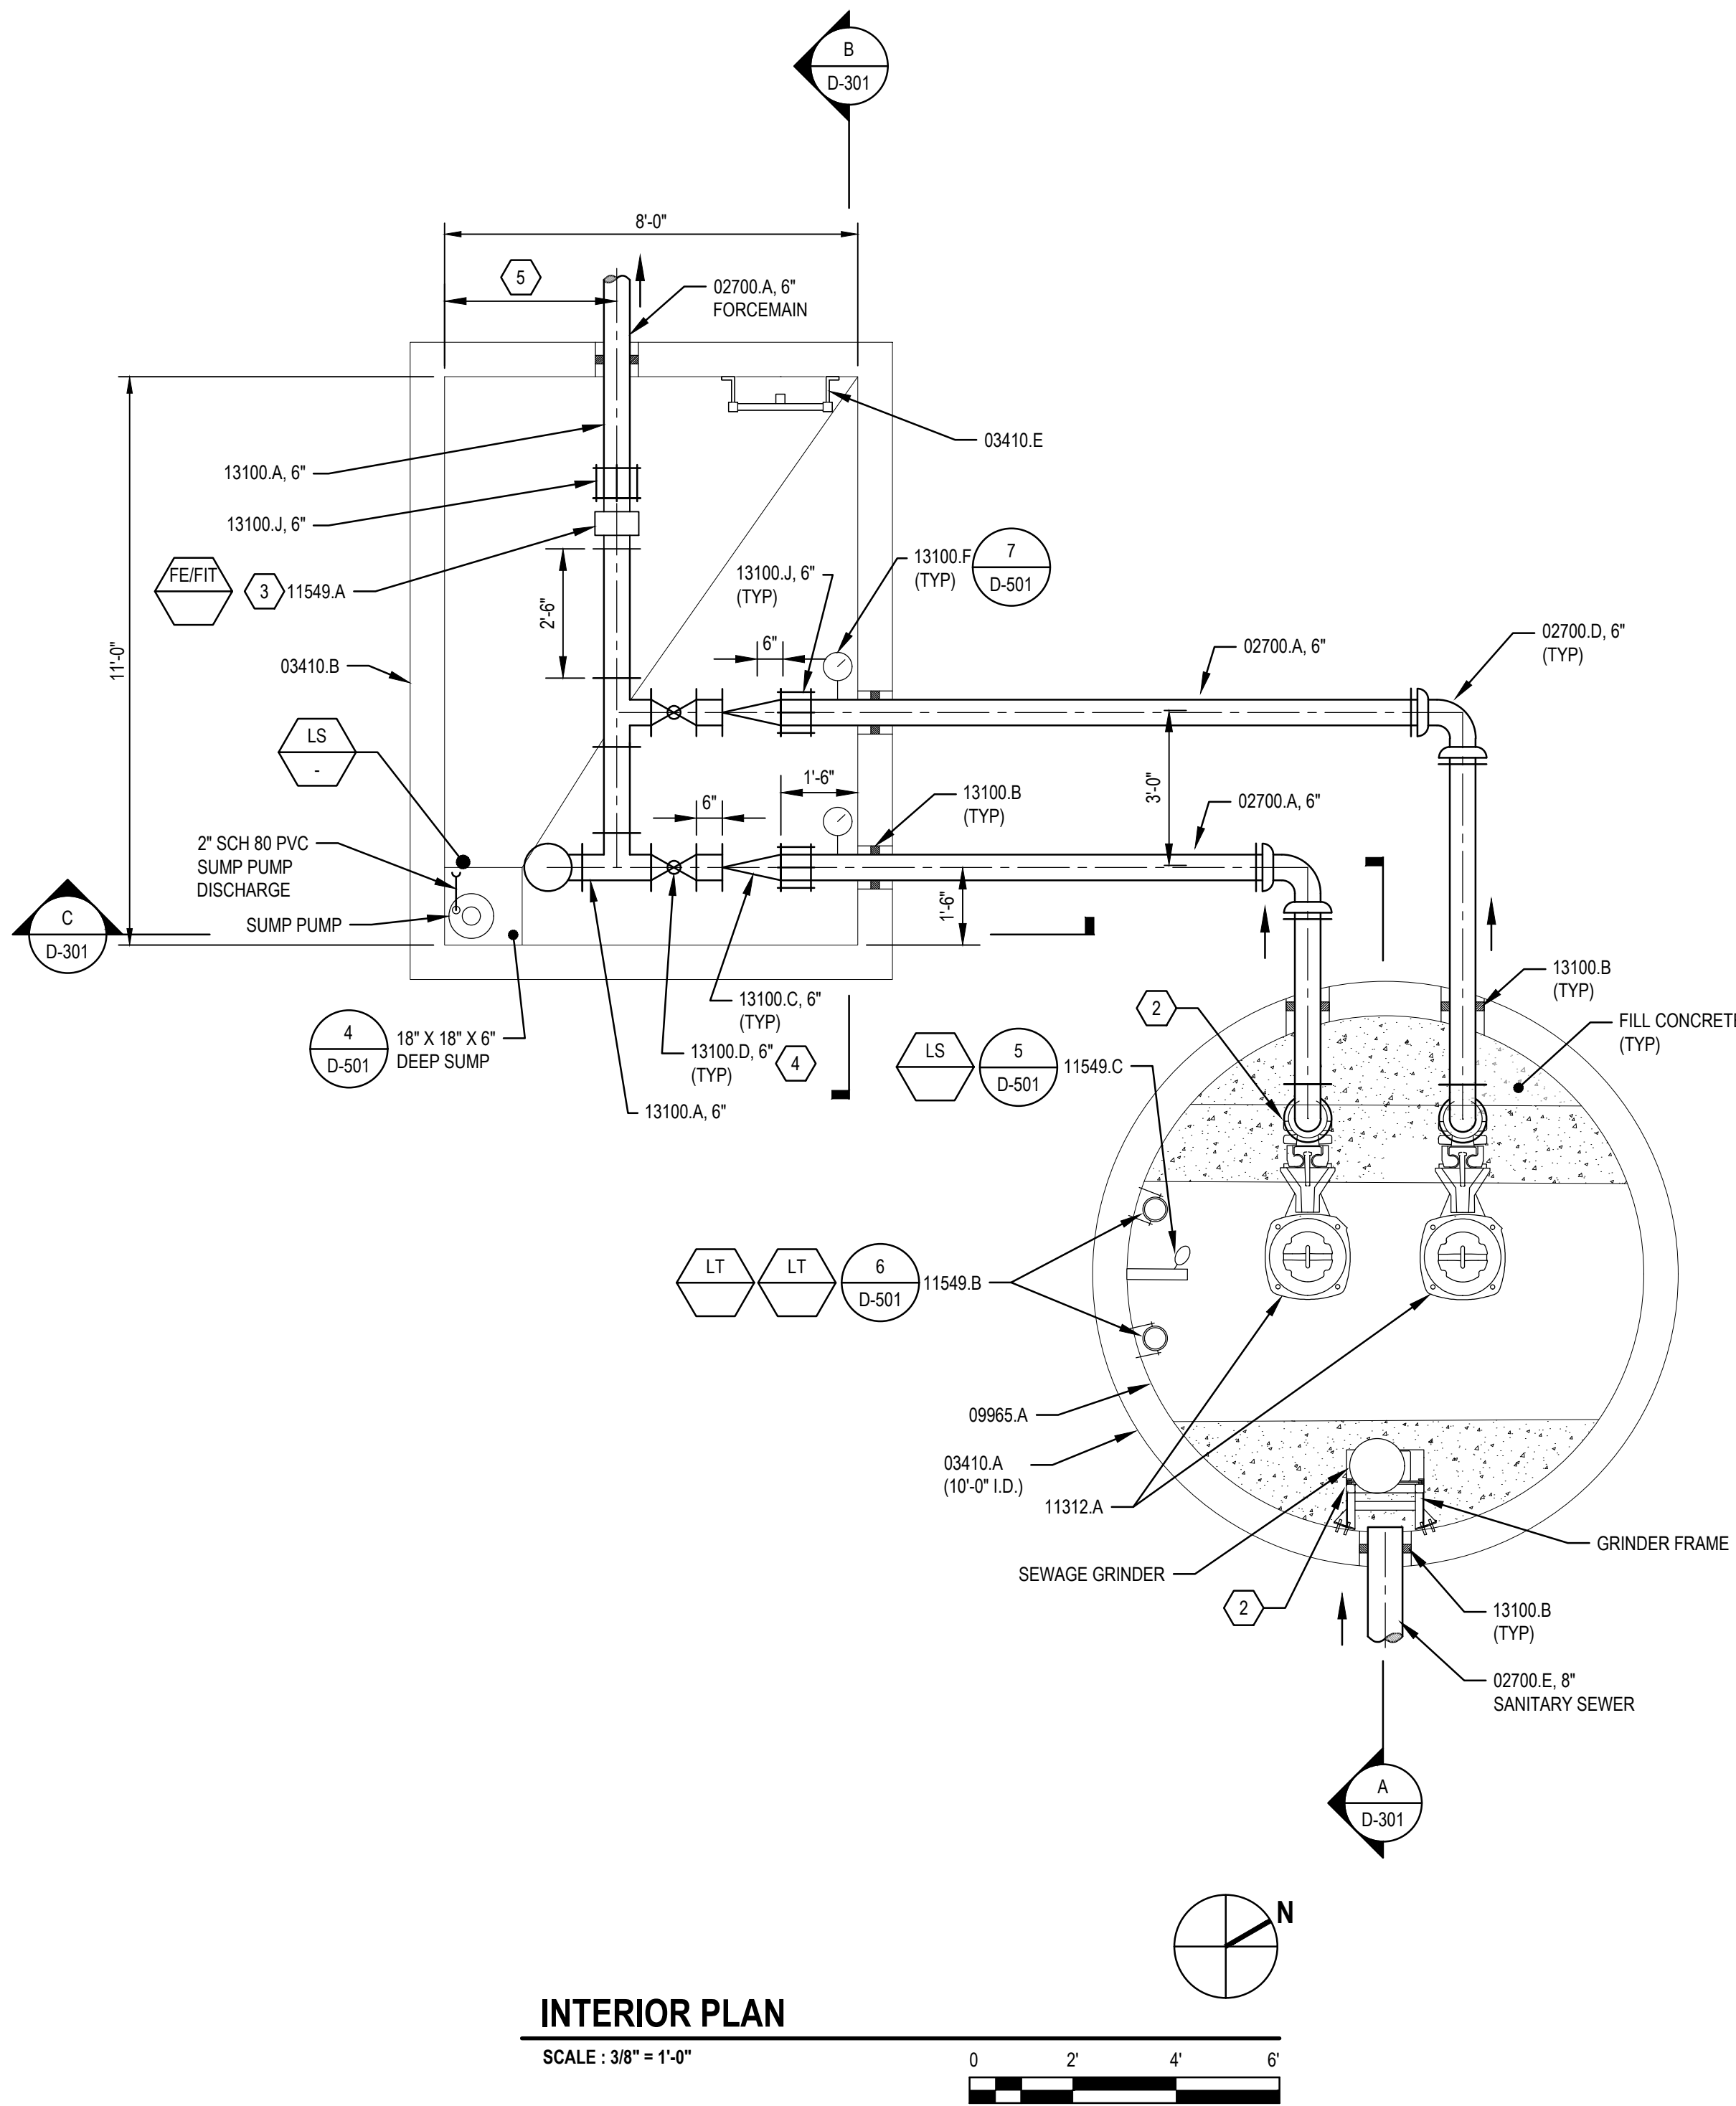 B
D-301
8'-0"
5
02700.A, 6"
FORCEMAIN
03410.E
13100.A, 6"
13100.J, 6"
FE/FIT
3
11549.A
2'-6"
13100.J, 6"
(TYP)
13100.F
(TYP)
7
D-501
11'-0"
6"
02700.A, 6"
02700.D, 6"
(TYP)
03410.B
LS
-
3'-0"
1'-6"
13100.B
(TYP)
02700.A, 6"
6"
2" SCH 80 PVC
SUMP PUMP
DISCHARGE
SUMP PUMP
C
D-301
1'-6"
13100.B
(TYP)
4
D-501
18" X 18" X 6"
DEEP SUMP
13100.C, 6"
(TYP)
2
FILL CONCRETE
(TYP)
13100.D, 6"
(TYP)
4
LS
5
D-501
11549.C
13100.A, 6"
LT
LT
6
D-501
11549.B
09965.A
03410.A
(10'-0" I.D.)
11312.A
GRINDER FRAME
SEWAGE GRINDER
2
13100.B
(TYP)
02700.E, 8"
SANITARY SEWER
A
D-301
N
INTERIOR PLAN
SCALE : 3/8" = 1'-0"
0 2' 4' 6'